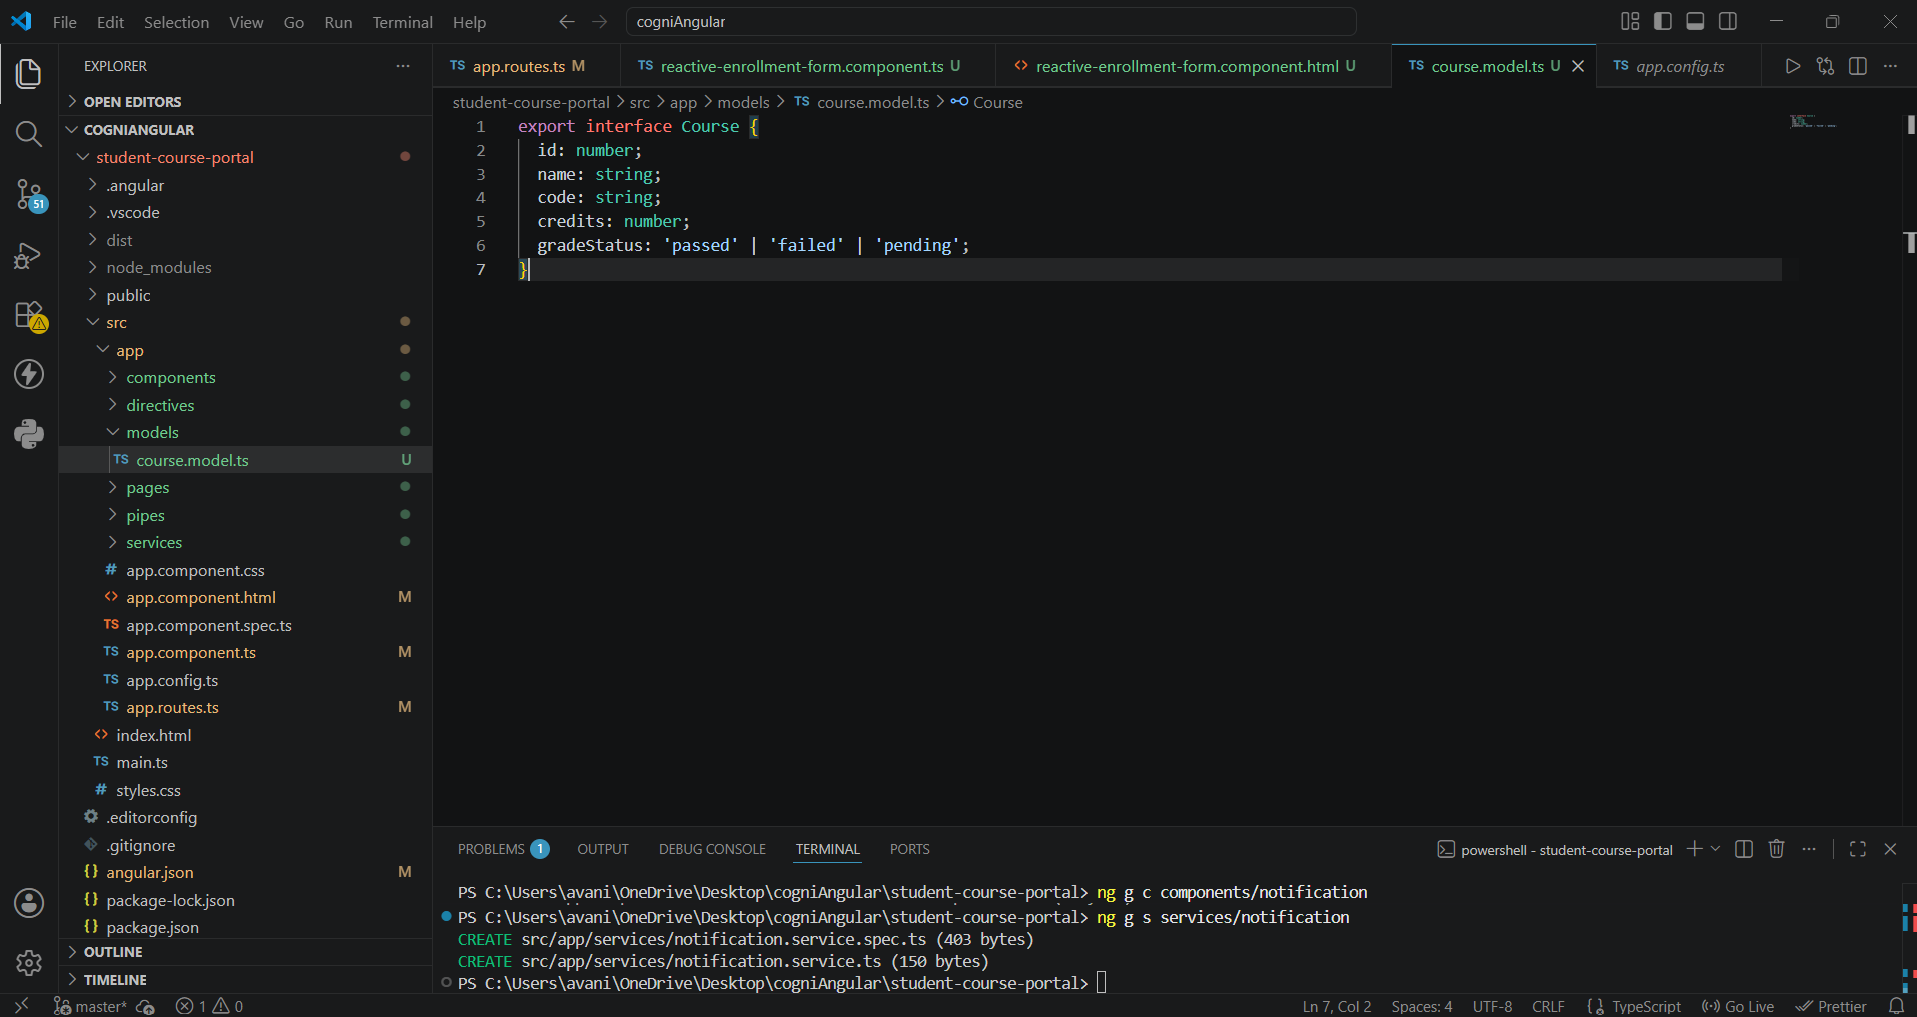 File Edit Selection View Go Run Terminal Help
cogniAngular
EXPLORER
OPEN EDITORS
COGNIANGULAR
student-course-portal
.angular
.vscode
dist
node_modules
public
src
app
components
directives
models
TS course.model.ts U
pages
pipes
services
# app.component.css
<> app.component.html M
TS app.component.spec.ts
TS app.component.ts M
TS app.config.ts
TS app.routes.ts M
<> index.html
TS main.ts
# styles.css
.editorconfig
.gitignore
{} angular.json M
{} package-lock.json
{} package.json
OUTLINE
TIMELINE
51
TS app.routes.ts M
TS reactive-enrollment-form.component.ts U
<> reactive-enrollment-form.component.html U
TS course.model.ts U
TS app.config.ts
student-course-portal > src > app > models > TS course.model.ts > Course
1 export interface Course {
2 id: number;
3 name: string;
4 code: string;
5 credits: number;
6 gradeStatus: 'passed' | 'failed' | 'pending';
7 }
PROBLEMS 1 OUTPUT DEBUG CONSOLE TERMINAL PORTS
powershell - student-course-portal
PS C:\Users\avani\OneDrive\Desktop\cogniAngular\student-course-portal> ng g c components/notification
PS C:\Users\avani\OneDrive\Desktop\cogniAngular\student-course-portal> ng g s services/notification
CREATE src/app/services/notification.service.spec.ts (403 bytes)
CREATE src/app/services/notification.service.ts (150 bytes)
PS C:\Users\avani\OneDrive\Desktop\cogniAngular\student-course-portal>
master* 1 0
Ln 7, Col 2 Spaces: 4 UTF-8 CRLF {} TypeScript Go Live Prettier